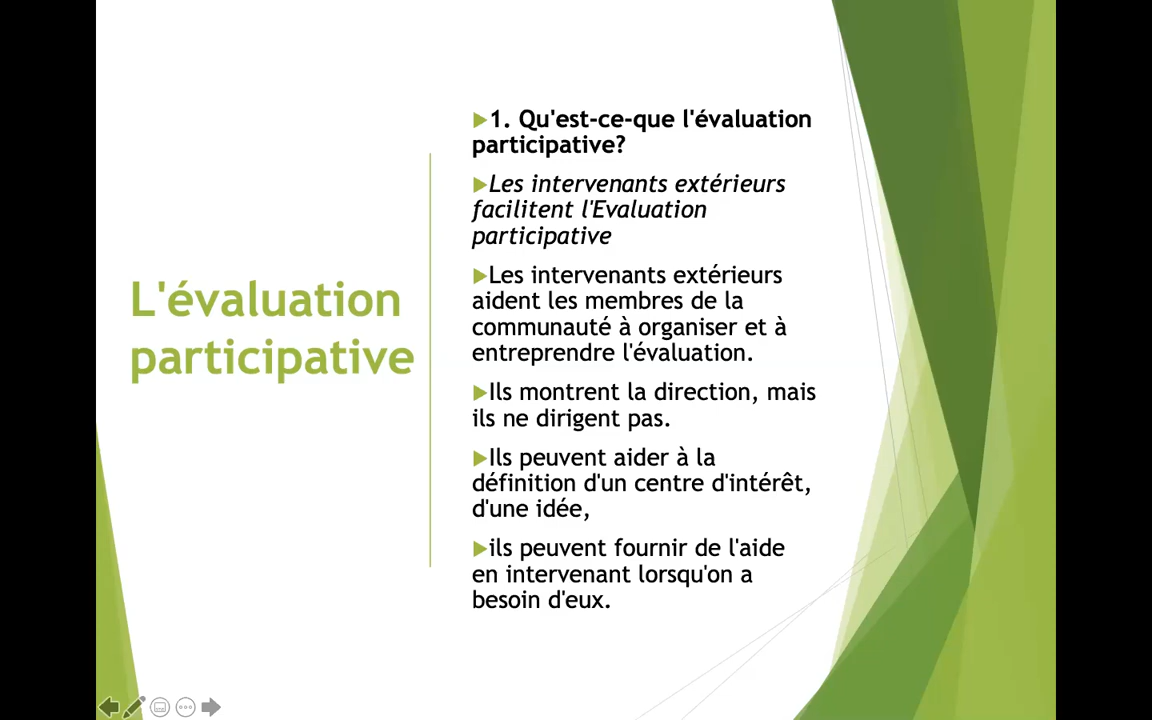 L'évaluation
participative
1. Qu'est-ce-que l'évaluation
participative?
Les intervenants extérieurs
facilitent l'Evaluation
participative
Les intervenants extérieurs
aident les membres de la
communauté à organiser et à
entreprendre l'évaluation.
Ils montrent la direction, mais
ils ne dirigent pas.
Ils peuvent aider à la
définition d'un centre d'intérêt,
d'une idée,
ils peuvent fournir de l'aide
en intervenant lorsqu'on a
besoin d'eux.